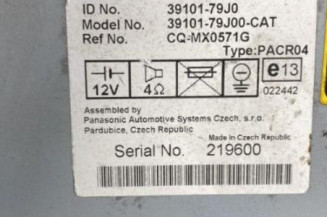 ID No. 39101-79J0
Model No. 39101-79J00-CAT
Ref No. CQ-MX0571G
Type:PACR04
12V 4Ω e13
022442
Assembled by
Panasonic Automotive Systems Czech, s.r.o.
Pardubice, Czech Republic
Made in Czech Republic
Serial No. 219600